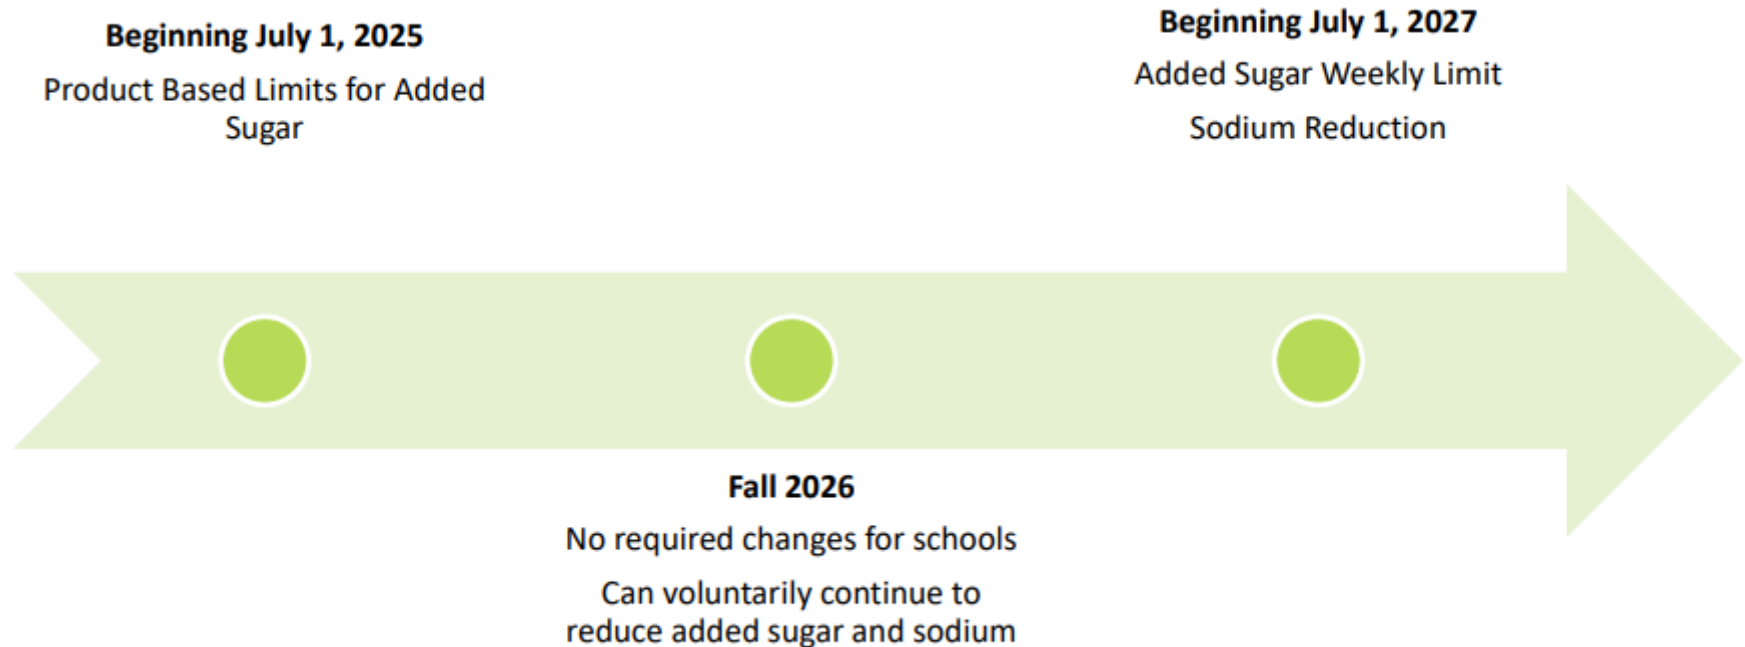 Beginning July 1, 2025
Product Based Limits for Added
Sugar
Fall 2026
No required changes for schools
Can voluntarily continue to
reduce added sugar and sodium
Beginning July 1, 2027
Added Sugar Weekly Limit
Sodium Reduction